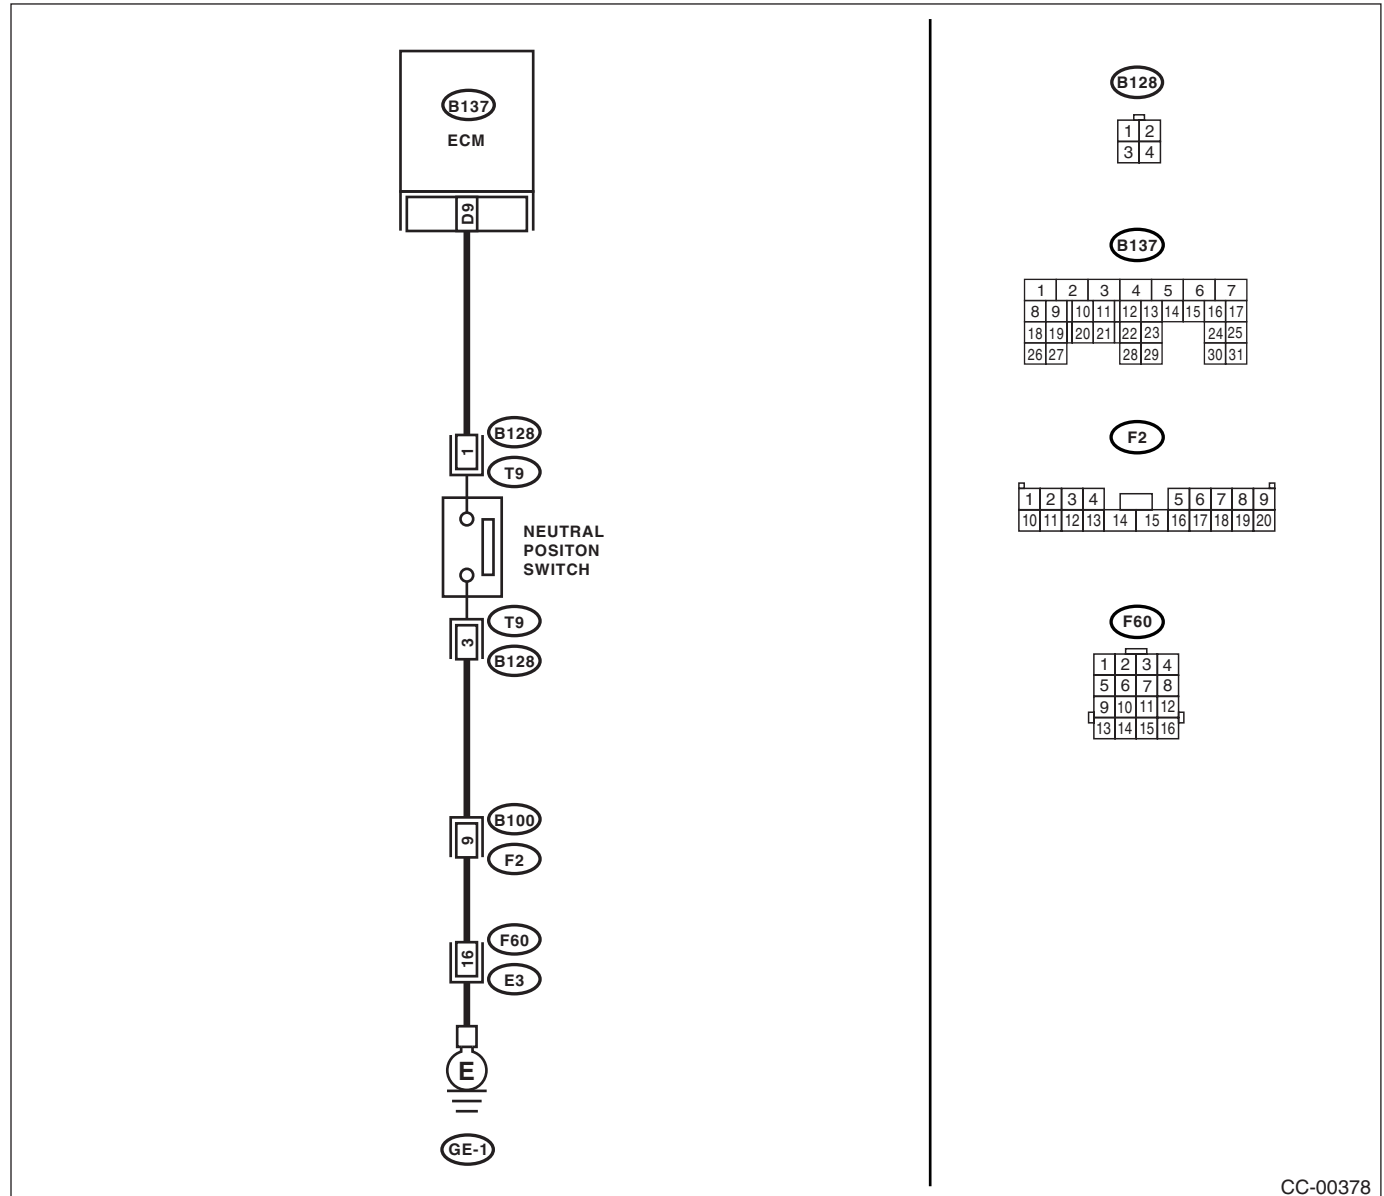 B137
ECM
D9
1
B128
T9
NEUTRAL
POSITON
SWITCH
3
T9
B128
9
B100
F2
16
F60
E3
E
GE-1
B128
1 2
3 4
B137
1 2 3 4 5 6 7
8 9 10 11 12 13 14 15 16 17
18 19 20 21 22 23 24 25
26 27 28 29 30 31
F2
1 2 3 4 5 6 7 8 9
10 11 12 13 14 15 16 17 18 19 20
F60
1 2 3 4
5 6 7 8
9 10 11 12
13 14 15 16
CC-00378